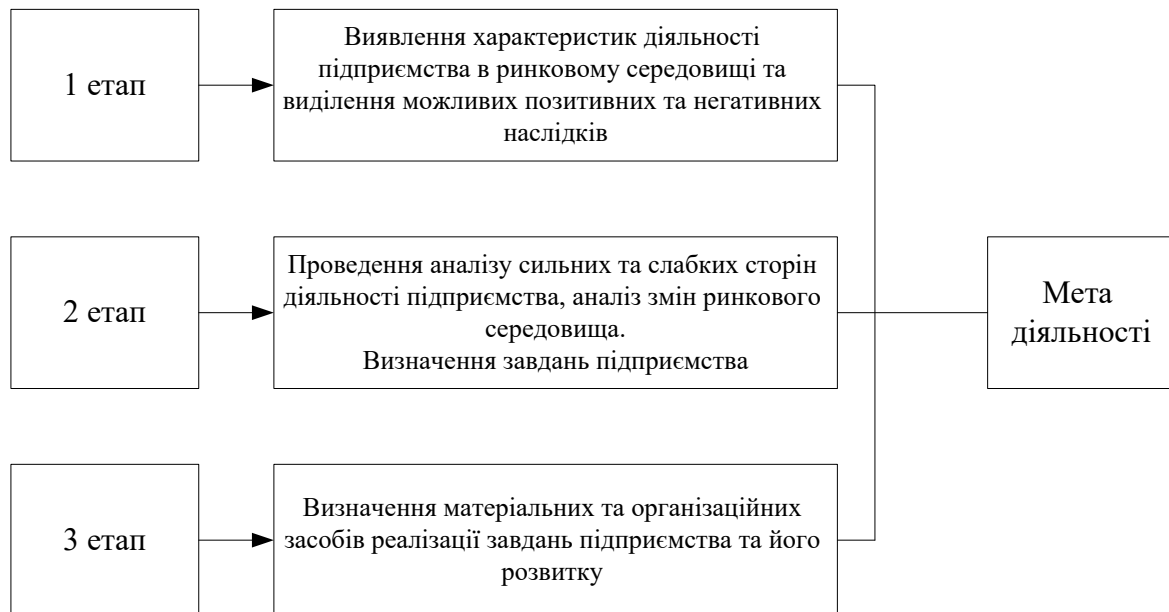 1 етап
Виявлення характеристик діяльності
підприємства в ринковому середовищі та
виділення можливих позитивних та негативних
наслідків
2 етап
Проведення аналізу сильних та слабких сторін
діяльності підприємства, аналіз змін ринкового
середовища.
Визначення завдань підприємства
Мета
діяльності
3 етап
Визначення матеріальних та організаційних
засобів реалізації завдань підприємства та його
розвитку